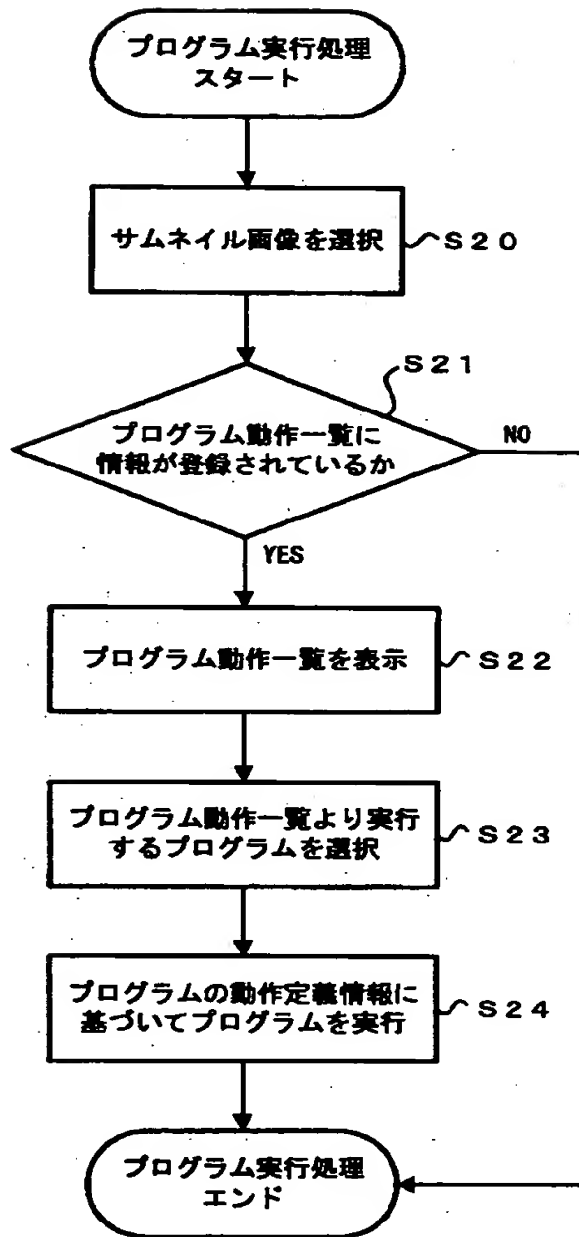 プログラム実行処理
スタート
サムネイル画像を選択
S20
S21
プログラム動作一覧に
情報が登録されているか
NO
YES
プログラム動作一覧を表示
S22
プログラム動作一覧より実行
するプログラムを選択
S23
プログラムの動作定義情報に
基づいてプログラムを実行
S24
プログラム実行処理
エンド